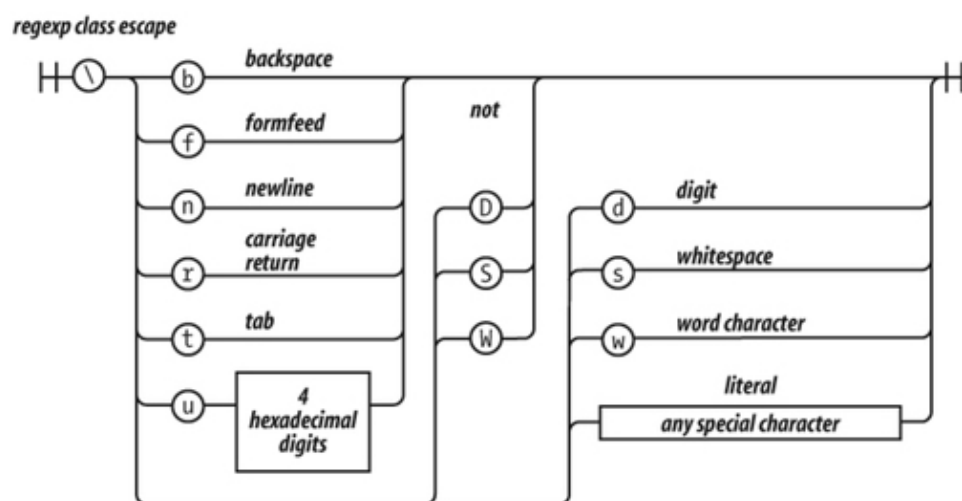 regexp class escape
\
b
backspace
not
f
formfeed
n
newline
D
d
digit
r
carriage
return
S
s
whitespace
t
tab
W
w
word character
u
4
hexadecimal
digits
literal
any special character